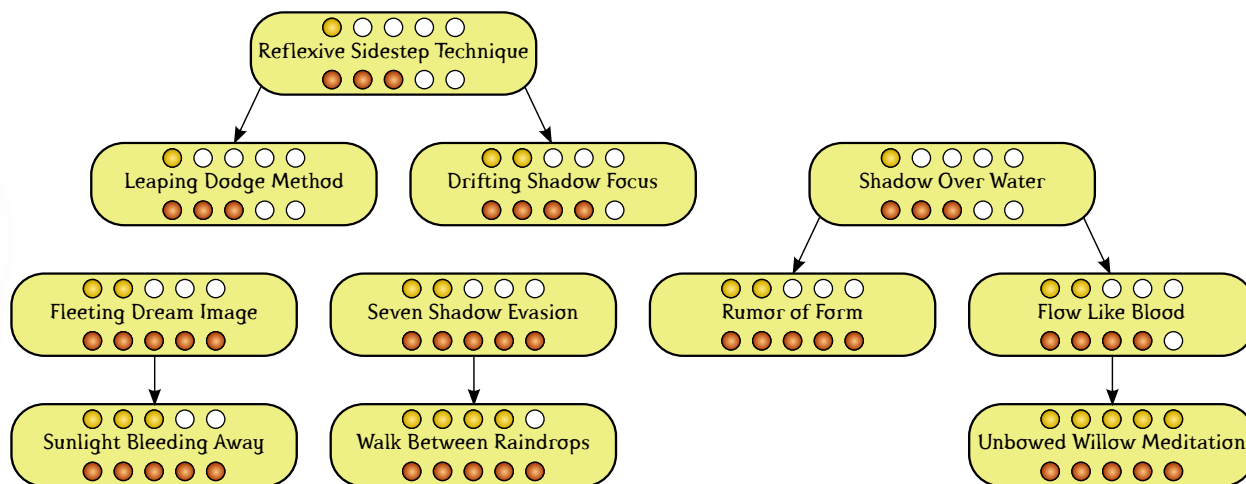 Reflexive Sidestep Technique
Leaping Dodge Method
Drifting Shadow Focus
Shadow Over Water
Fleeting Dream Image
Seven Shadow Evasion
Rumor of Form
Flow Like Blood
Sunlight Bleeding Away
Walk Between Raindrops
Unbowed Willow Meditation